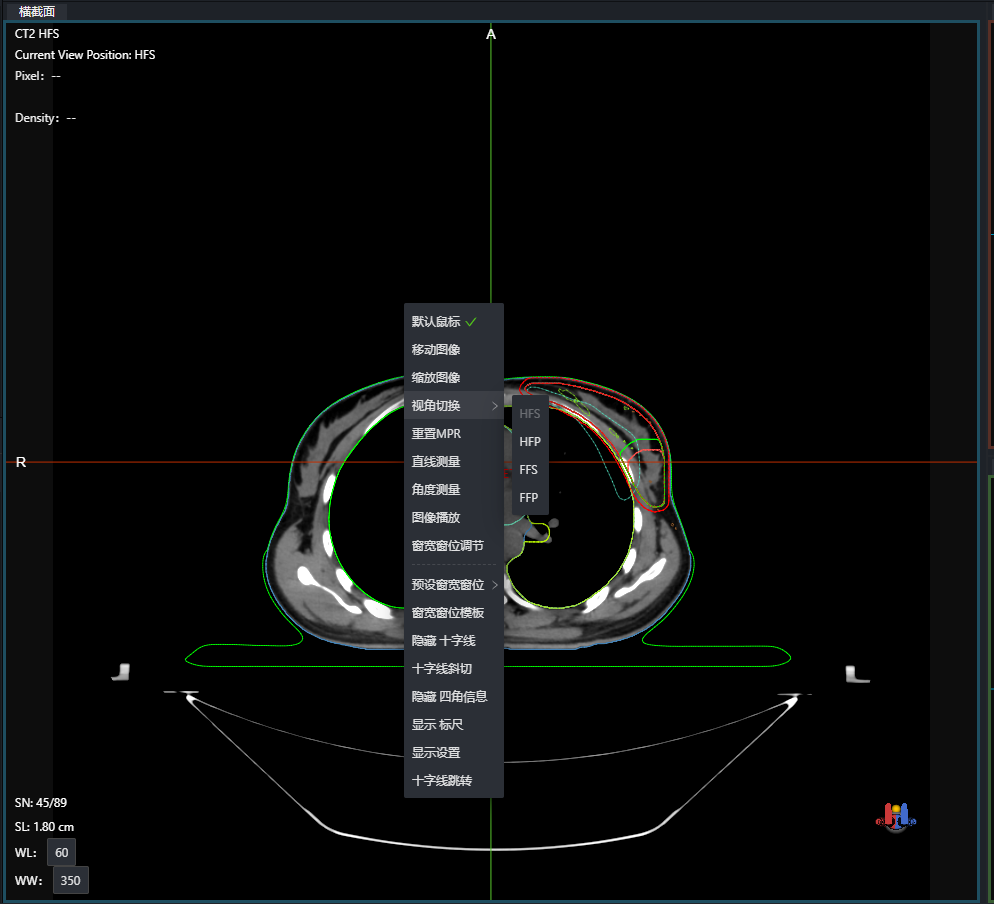 横截面
CT2 HFS
Current View Position: HFS
Pixel: --
Density: --
A
R
默认鼠标
移动图像
缩放图像
视角切换
HFS
重置MPR
HFP
直线测量
FFS
角度测量
FFP
图像播放
窗宽窗位调节
预设窗宽窗位
窗宽窗位模板
隐藏 十字线
十字线斜切
隐藏 四角信息
显示 标尺
显示设置
十字线跳转
SN: 45/89
SL: 1.80 cm
WL: 60
WW: 350